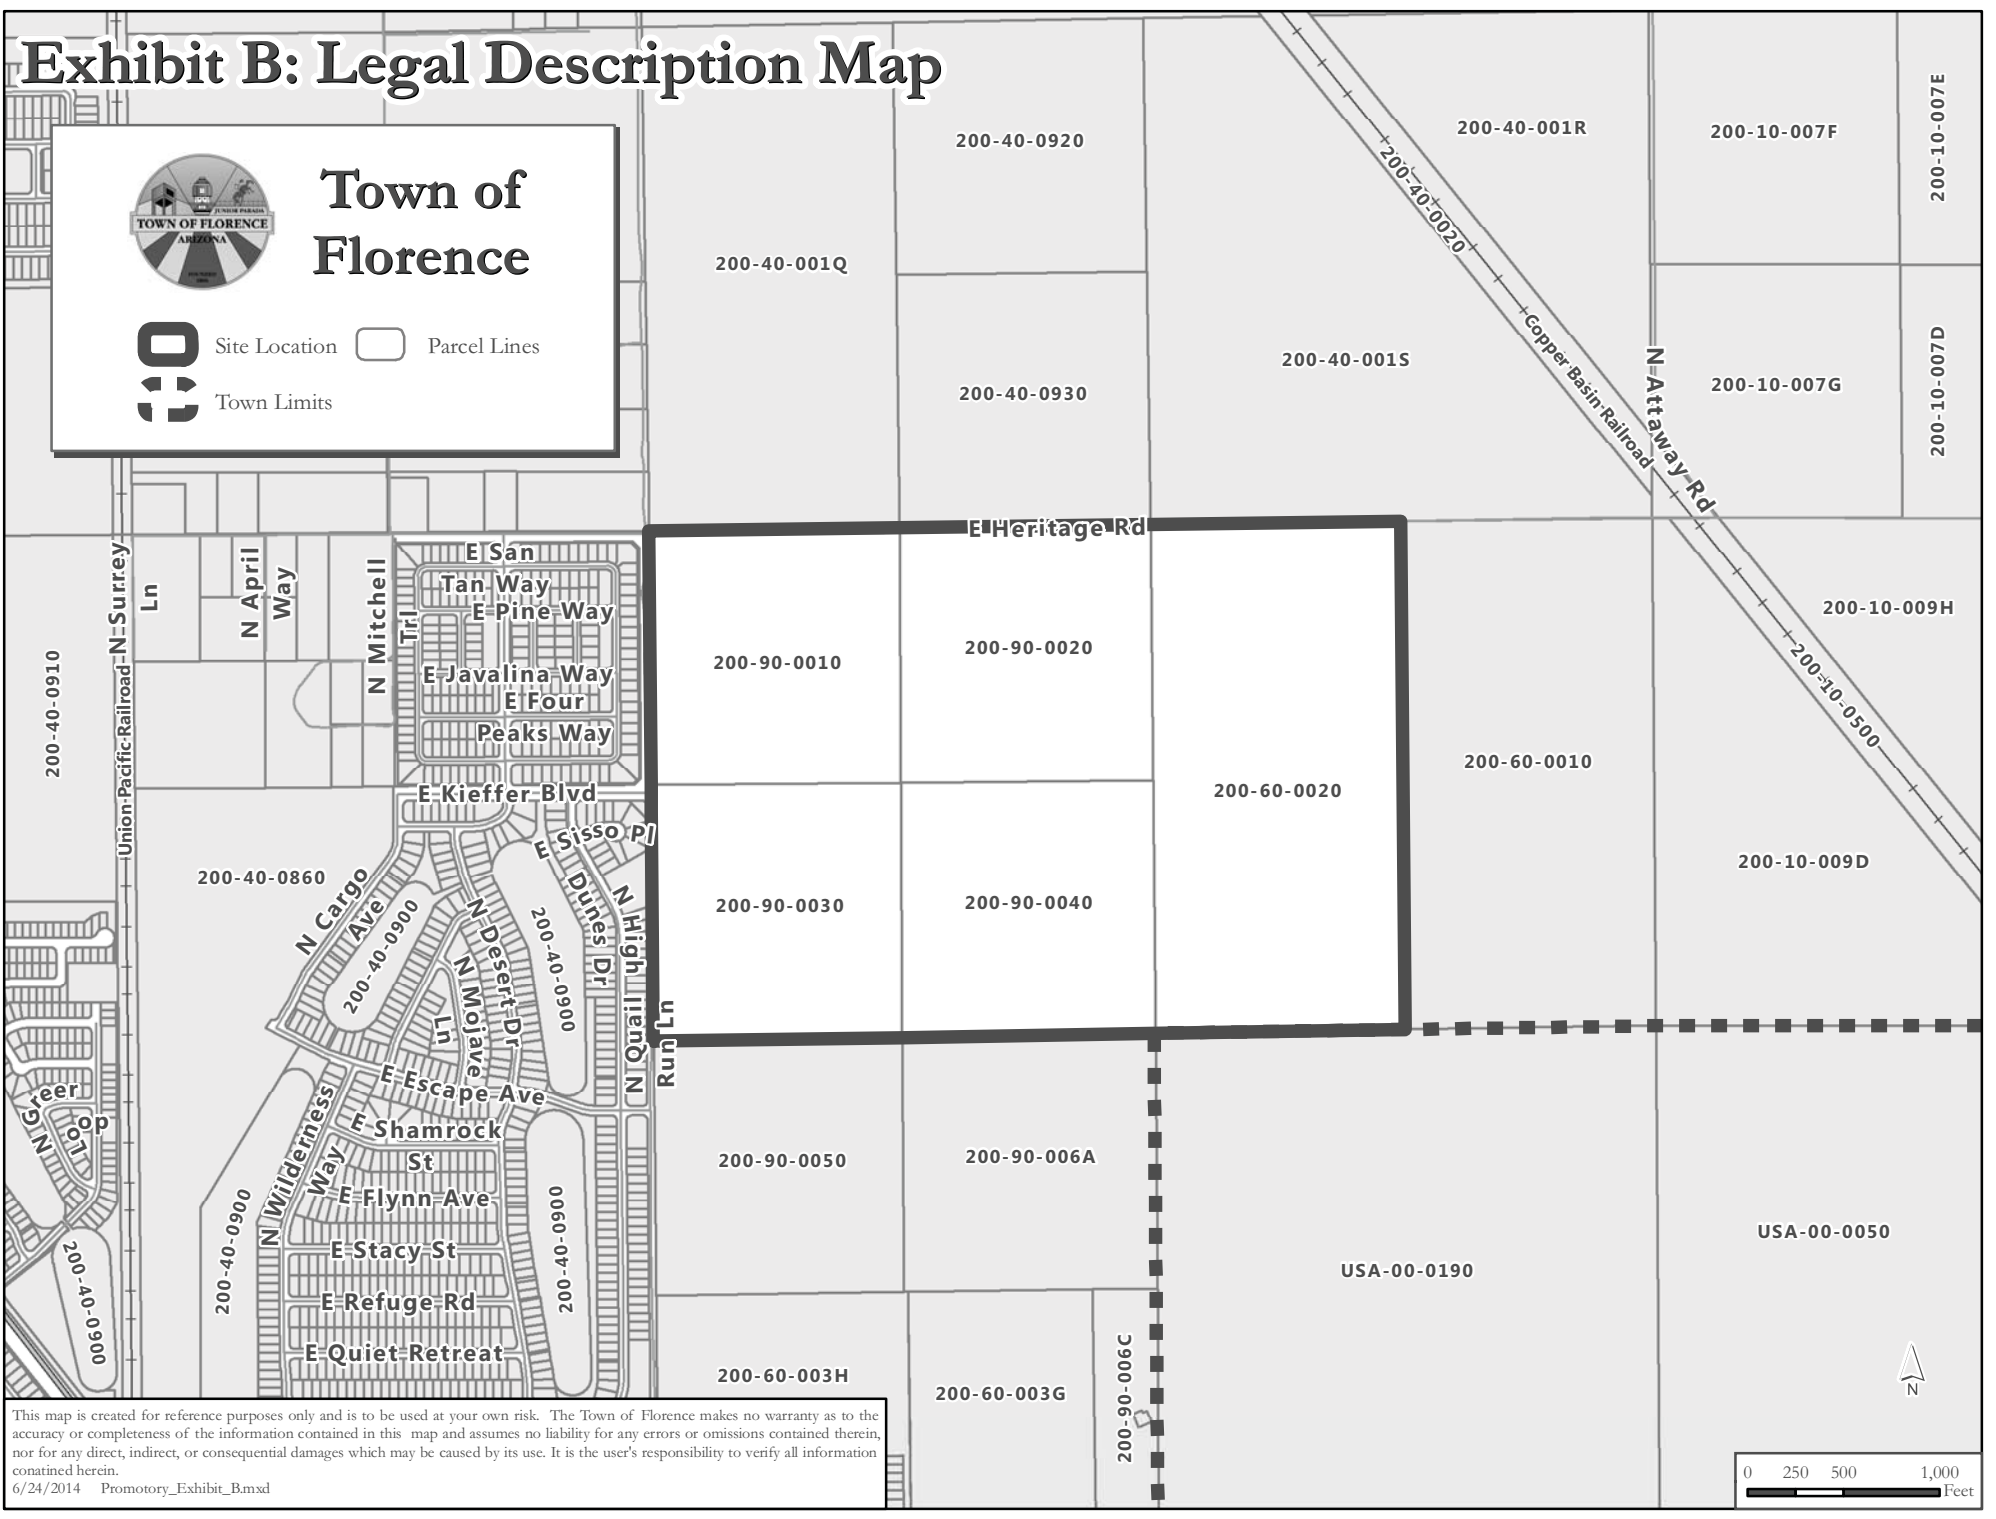 Exhibit B: Legal Description Map
Town of
Florence
JUNIOR PARADA
TOWN OF FLORENCE
ARIZONA
Site Location
Parcel Lines
Town Limits
200-40-0920
200-40-001R
200-10-007F
200-10-007E
200-40-0020
200-40-001Q
200-40-0930
200-40-001S
Copper Basin Railroad
N Attaway Rd
200-10-007G
200-10-007D
E Heritage Rd
200-40-0910
N Surrey
Ln
Union Pacific Railroad
N April
Way
N Mitchell
Trl
E San
Tan Way
E Pine Way
E Javalina Way
E Four
Peaks Way
E Kieffer Blvd
E Sisso Pl
200-90-0010
200-90-0020
200-60-0020
200-60-0010
200-10-009H
200-10-0500
200-10-009D
200-40-0860
N Cargo
Ave
200-40-0900
N Desert Dr
N Mojave
Ln
200-40-0900
Dunes Dr
N High
N Quail
Run Ln
200-90-0030
200-90-0040
N Greer
Loop
E Escape Ave
E Shamrock
St
N Wilderness
Way
E Flynn Ave
E Stacy St
E Refuge Rd
E Quiet Retreat
200-40-0900
200-40-0900
200-40-0900
200-90-0050
200-90-006A
USA-00-0190
USA-00-0050
200-60-003H
200-60-003G
200-90-006C
N
This map is created for reference purposes only and is to be used at your own risk. The Town of Florence makes no warranty as to the
accuracy or completeness of the information contained in this map and assumes no liability for any errors or omissions contained therein,
nor for any direct, indirect, or consequential damages which may be caused by its use. It is the user's responsibility to verify all information
conatined herein.
6/24/2014 Promotory_Exhibit_B.mxd
0 250 500 1,000
Feet